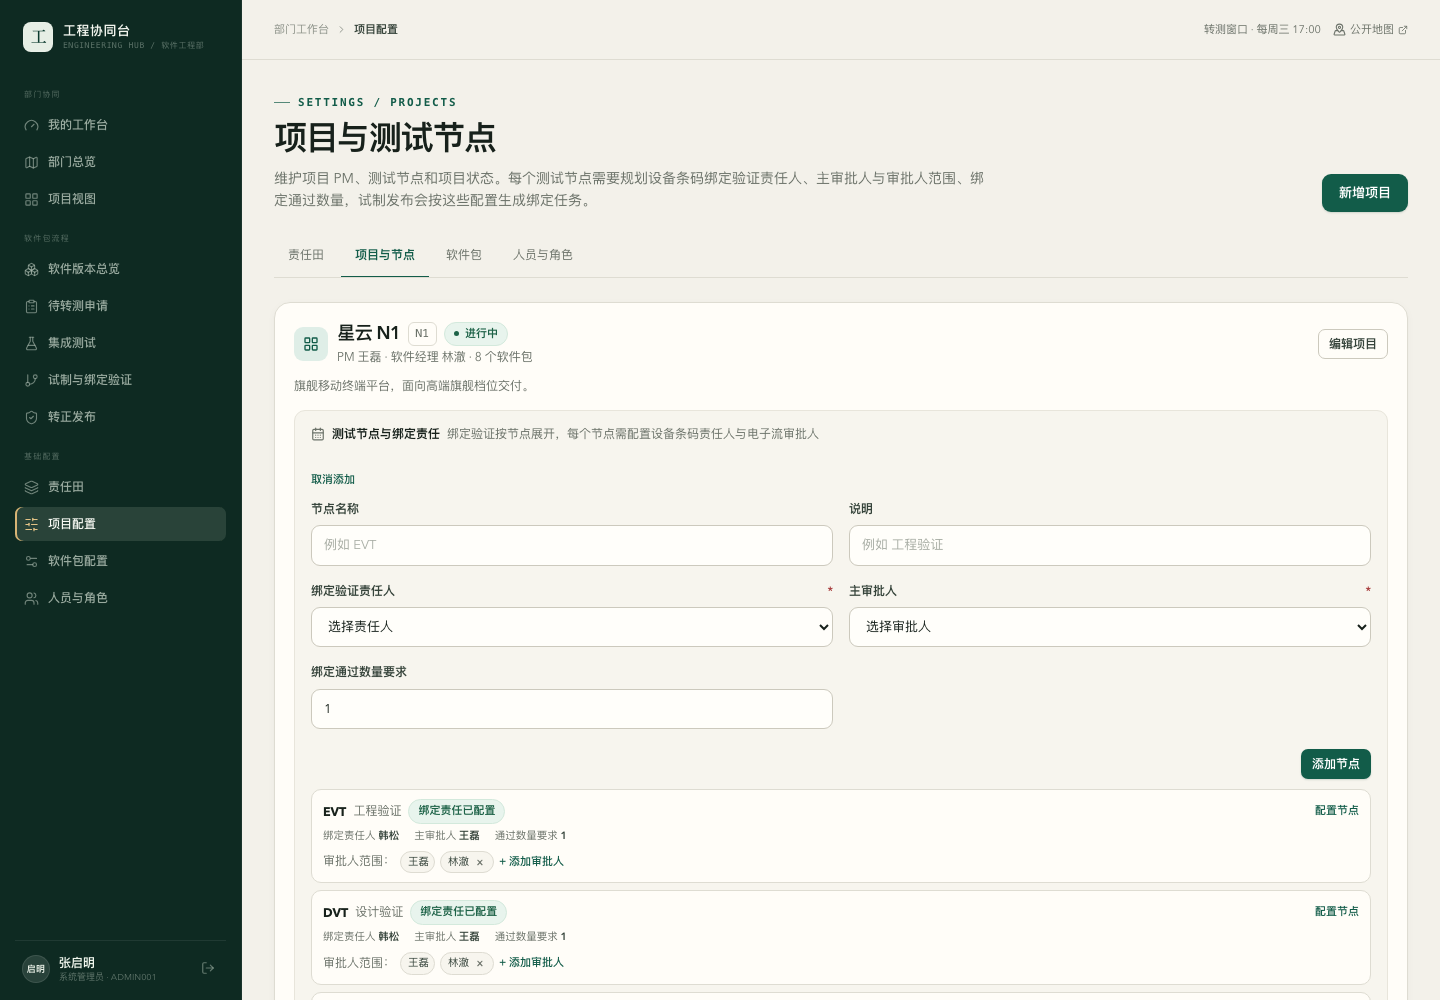 工
工程协同台
ENGINEERING HUB / 软件工程部
部门协同
我的工作台
部门总览
项目视图
软件包流程
软件版本总览
待转测申请
集成测试
试制与绑定验证
转正发布
基础配置
责任田
项目配置
软件包配置
人员与角色
启明
张启明
系统管理员 · ADMIN001
部门工作台 > 项目配置
转测窗口 · 每周三 17:00 公开地图
SETTINGS / PROJECTS
项目与测试节点
维护项目 PM、测试节点和项目状态。每个测试节点需要规划设备条码绑定验证责任人、主审批人与审批人范围、绑
定通过数量，试制发布会按这些配置生成绑定任务。
新增项目
责任田 项目与节点 软件包 人员与角色
星云 N1 N1 进行中
PM 王磊 · 软件经理 林澈 · 8 个软件包
编辑项目
旗舰移动终端平台，面向高端旗舰档位交付。
测试节点与绑定责任 绑定验证按节点展开，每个节点需配置设备条码责任人与电子流审批人
取消添加
节点名称 说明
例如 EVT 例如 工程验证
绑定验证责任人 * 主审批人 *
选择责任人 选择审批人
绑定通过数量要求
1
添加节点
EVT 工程验证 绑定责任已配置 配置节点
绑定责任人 韩松 主审批人 王磊 通过数量要求 1
审批人范围： 王磊 林澈 × + 添加审批人
DVT 设计验证 绑定责任已配置 配置节点
绑定责任人 韩松 主审批人 王磊 通过数量要求 1
审批人范围： 王磊 林澈 × + 添加审批人